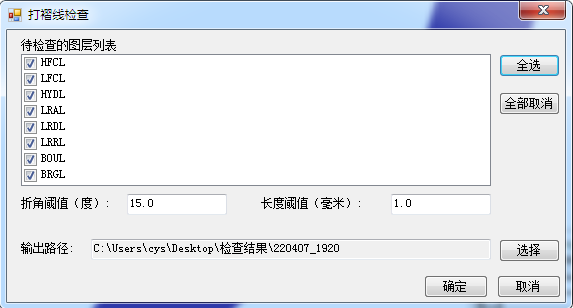 打褶线检查
待检查的图层列表
HFCL
全选
LFCL
HYDL
全部取消
LRAL
LRDL
LRRL
BOUL
BRGL
折角阈值（度）： 15.0 长度阈值（毫米）： 1.0
输出路径： C:\Users\cys\Desktop\检查结果\220407_1920 选择
确定 取消